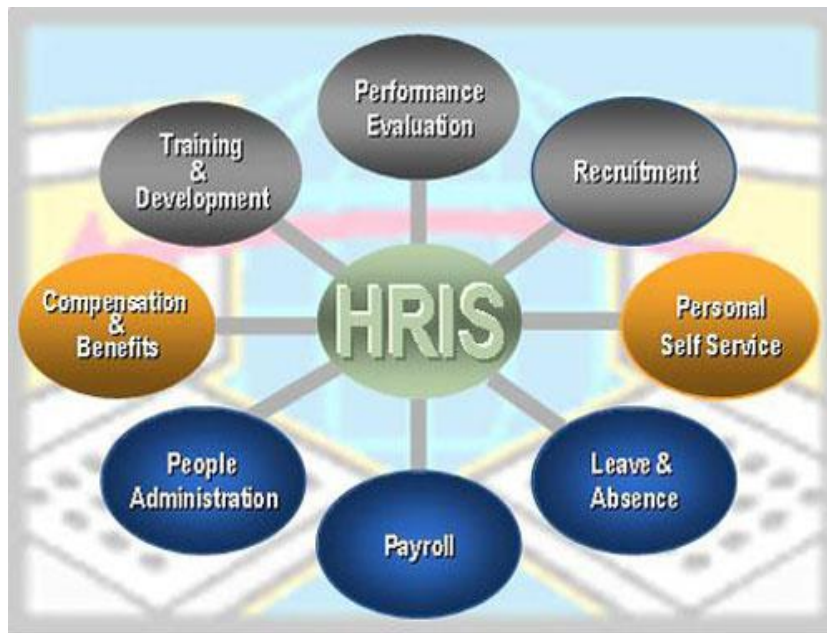 Performance
Evaluation
Training
&
Development
Recruitment
HRIS
Compensation
&
Benefits
Personal
Self Service
People
Administration
Leave &
Absence
Payroll